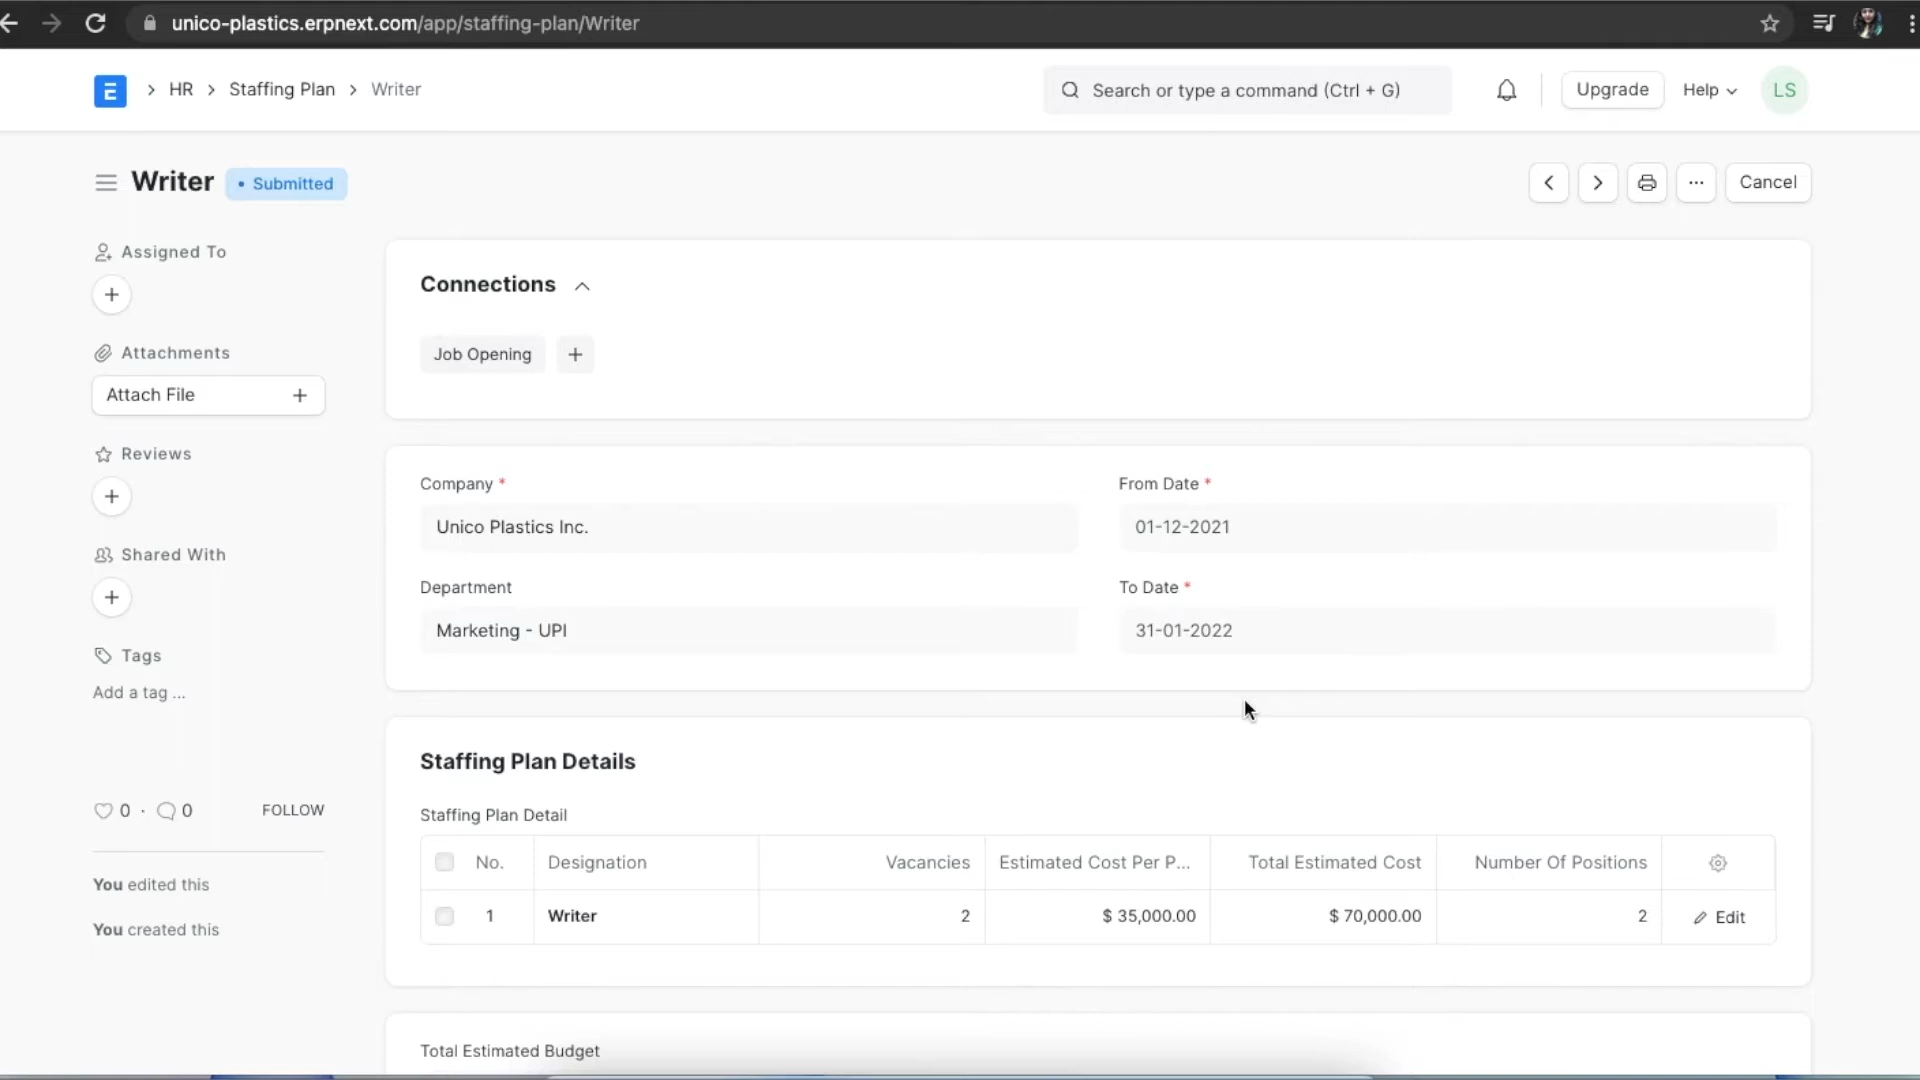 unico-plastics.erpnext.com/app/staffing-plan/Writer
E > HR > Staffing Plan > Writer
Search or type a command (Ctrl + G)
Upgrade
Help
LS
Writer
• Submitted
Cancel
Assigned To
Attachments
Attach File
Reviews
Shared With
Tags
Add a tag ...
0 · 0
FOLLOW
You edited this
You created this
Connections
Job Opening
Company *
Unico Plastics Inc.
From Date *
01-12-2021
Department
Marketing - UPI
To Date *
31-01-2022
Staffing Plan Details
Staffing Plan Detail
No. Designation Vacancies Estimated Cost Per P... Total Estimated Cost Number Of Positions
1 Writer 2 $ 35,000.00 $ 70,000.00 2 Edit
Total Estimated Budget